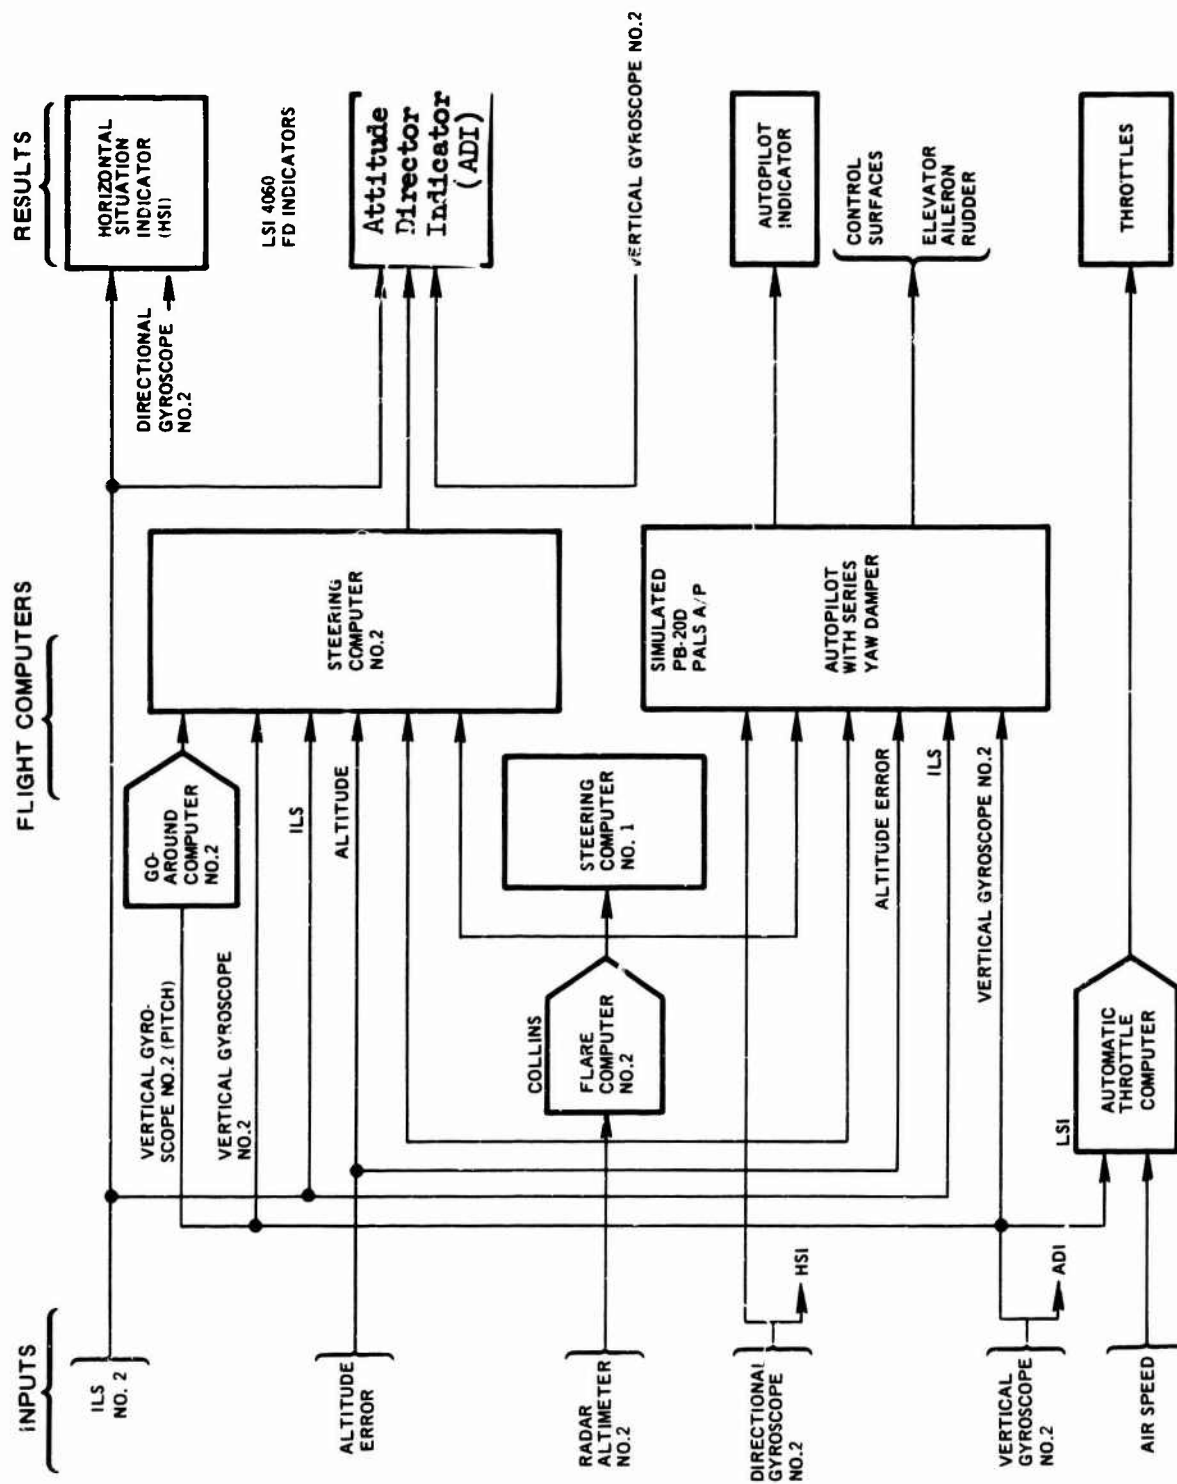 INPUTS
FLIGHT COMPUTERS
RESULTS
ILS
NO. 2
ALTITUDE
ERROR
RADAR
ALTIMETER
NO.2
DIRECTIONAL
GYROSCOPE
NO.2
VERTICAL
GYROSCOPE
NO.2
AIR SPEED
HSI
ADI
VERTICAL GYRO-
SCOPE NO.2 (PITCH)
VERTICAL GYROSCOPE
NO.2
GO-
AROUND
COMPUTER
NO.2
ILS
ALTITUDE
COLLINS
FLARE
COMPUTER
NO.2
STEERING
COMPUTER
NO. 1
ALTITUDE ERROR
ILS
VERTICAL GYROSCOPE NO.2
LSI
AUTOMATIC
THROTTLE
COMPUTER
STEERING
COMPUTER
NO.2
SIMULATED
PB-20D
PALS A/P
AUTOPILOT
WITH SERIES
YAW DAMPER
DIRECTIONAL
GYROSCOPE
NO.2
HORIZONTAL
SITUATION
INDICATOR
(HSI)
LSI 4060
FD INDICATORS
Attitude
Director
Indicator
(ADI)
VERTICAL GYROSCOPE NO.2
AUTOPILOT
INDICATOR
CONTROL
SURFACES
ELEVATOR
AILERON
RUDDER
THROTTLES